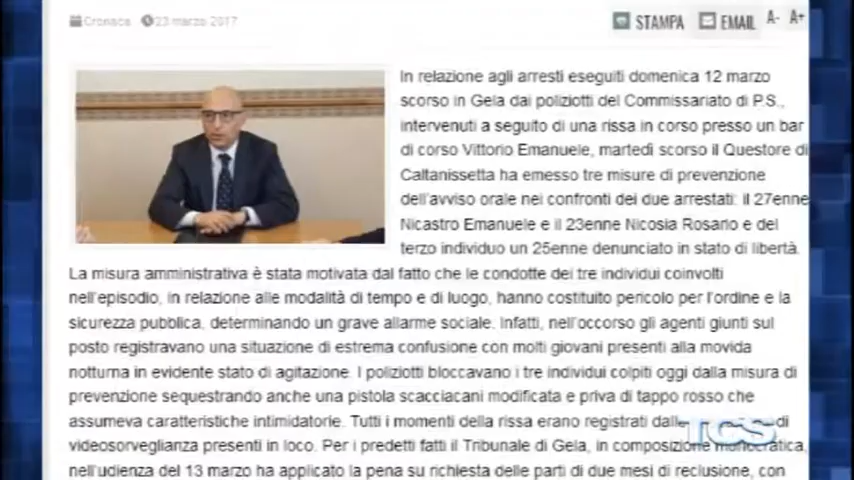 Cronaca 23 marzo 2017
STAMPA EMAIL A- A+
In relazione agli arresti eseguiti domenica 12 marzo
scorso in Gela dai poliziotti del Commissariato di P.S.,
intervenuti a seguito di una rissa in corso presso un bar
di corso Vittorio Emanuele, martedì scorso il Questore di
Caltanissetta ha emesso tre misure di prevenzione
dell'avviso orale nei confronti dei due arrestati: il 27enne
Nicastro Emanuele e il 23enne Nicosia Rosario e del
terzo individuo un 25enne denunciato in stato di libertà.
La misura amministrativa è stata motivata dal fatto che le condotte dei tre individui coinvolti
nell'episodio, in relazione alle modalità di tempo e di luogo, hanno costituito pericolo per l'ordine e la
sicurezza pubblica, determinando un grave allarme sociale. Infatti, nell'occorso gli agenti giunti sul
posto registravano una situazione di estrema confusione con molti giovani presenti alla movida
notturna in evidente stato di agitazione. I poliziotti bloccavano i tre individui colpiti oggi dalla misura di
prevenzione sequestrando anche una pistola scacciacani modificata e priva di tappo rosso che
assumeva caratteristiche intimidatorie. Tutti i momenti della rissa erano registrati dalle di
TCS
videosorveglianza presenti in loco. Per i predetti fatti il Tribunale di Gela, in composizione monocratica,
nell'udienza del 13 marzo ha applicato la pena su richiesta delle parti di due mesi di reclusione, con